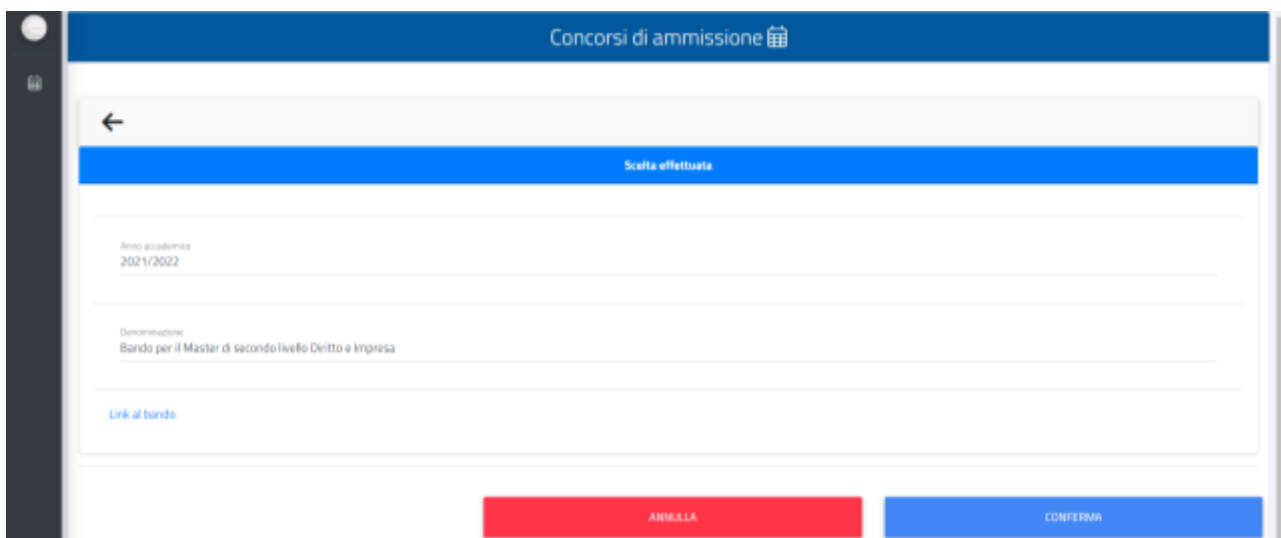 Concorsi di ammissione
Scelta effettuata
Anno accademico
2021/2022
Denominazione
Bando per il Master di secondo livello Diritto e Impresa
Link al bando
ANNULLA
CONFERMA